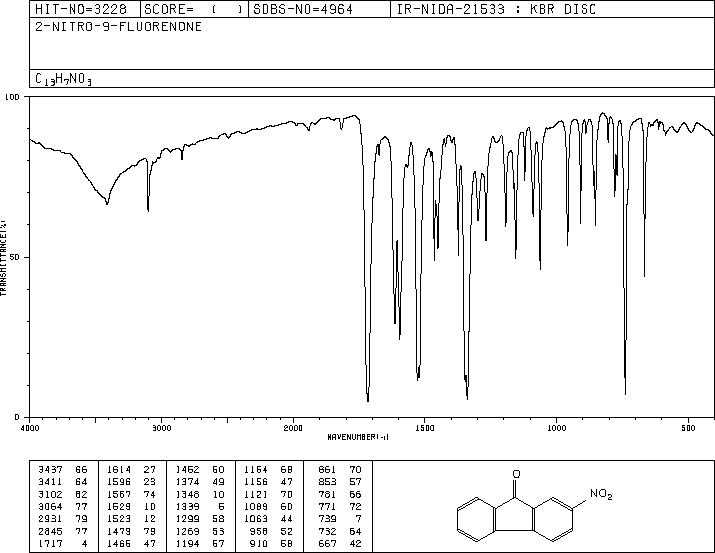 HIT-NO=3228 SCORE= ( ) SDBS-NO=4964 IR-NIDA-21533 : KBR DISC
2-NITRO-9-FLUORENONE
C13H7NO3
100
50
0
TRANSMITTANCE(%)
4000 3000 2000 1500 1000 500
WAVENUMBER(-1)
3437 66 1614 27 1452 50 1164 68 861 70
3411 64 1596 23 1374 49 1156 47 853 57
3102 62 1567 74 1348 10 1121 70 781 66
3064 77 1529 10 1339 5 1089 60 771 72
2931 79 1523 12 1299 58 1063 44 739 7
2845 77 1479 79 1269 53 958 52 732 64
1717 4 1466 47 1194 57 910 58 667 42
O
NO2